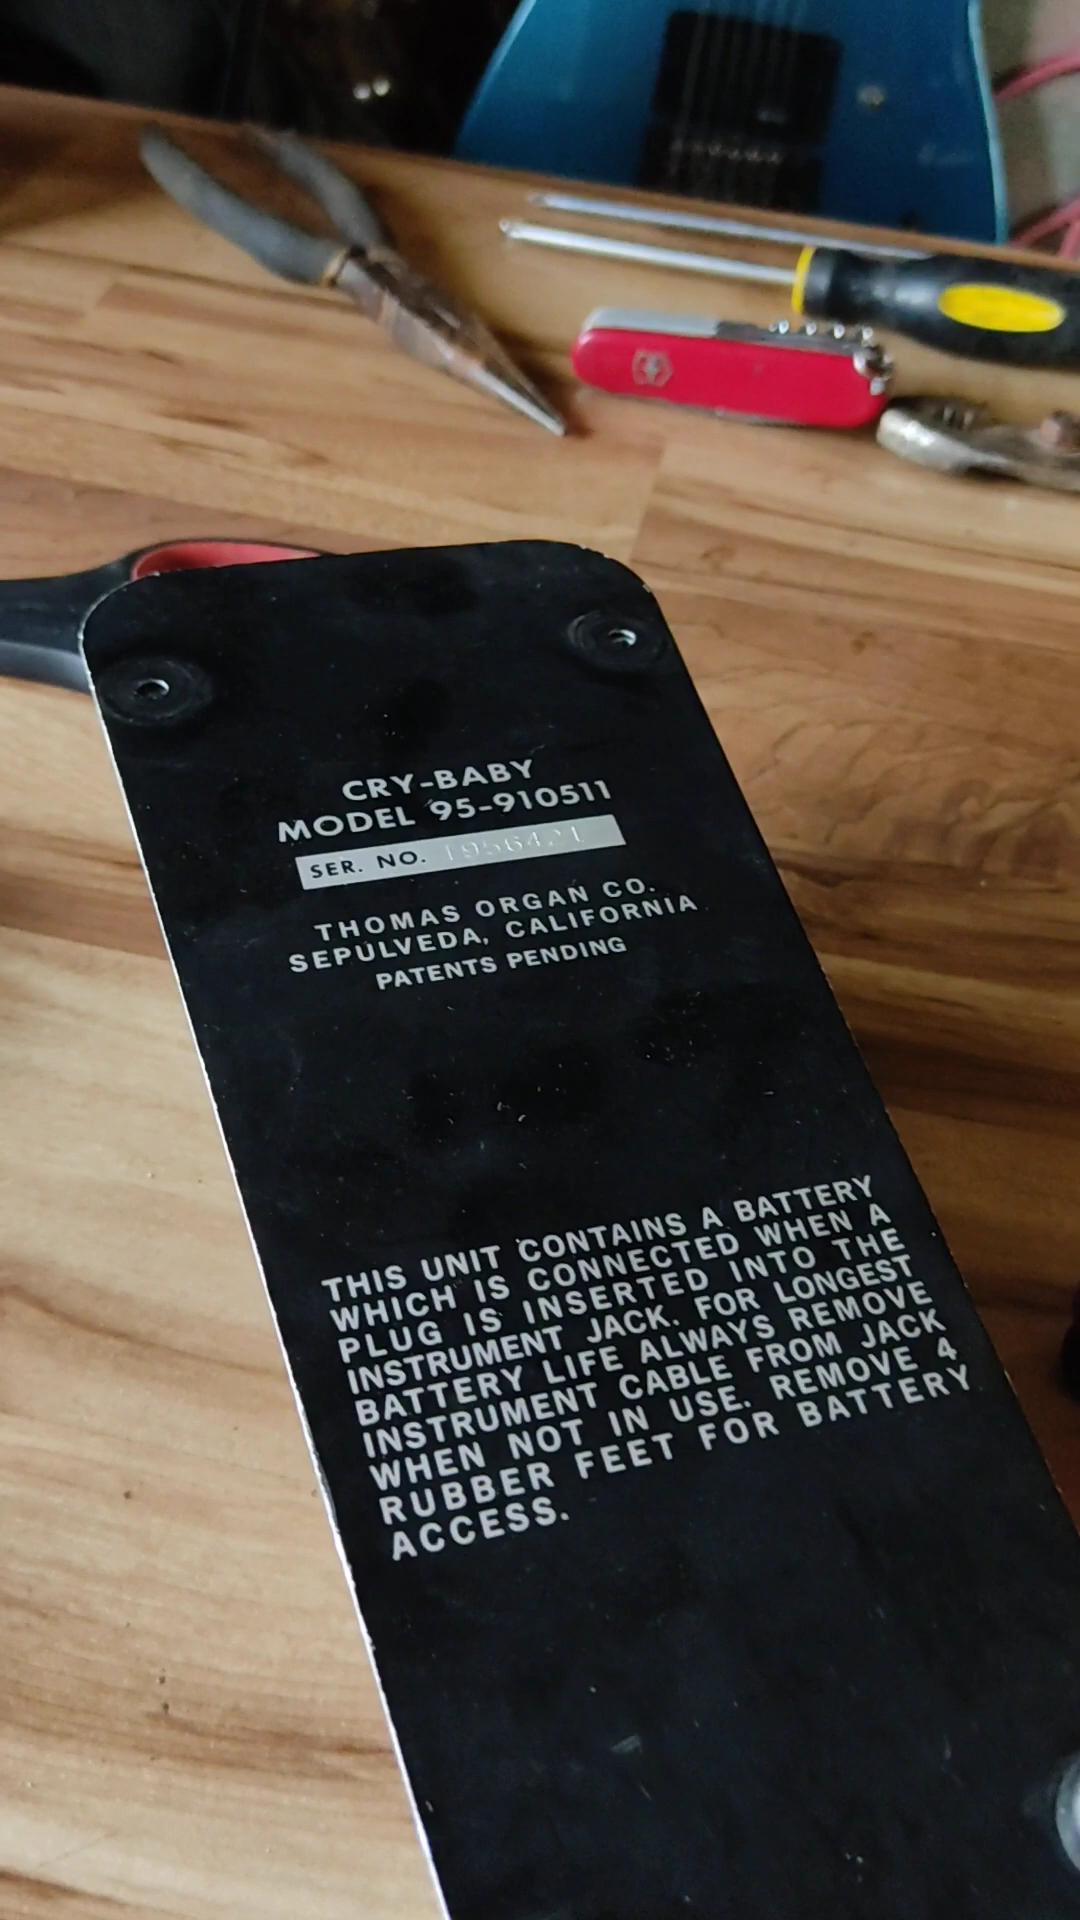 CRY-BABY
MODEL 95-910511
SER. NO. 1956421
THOMAS ORGAN CO.
SEPULVEDA, CALIFORNIA
PATENTS PENDING
THIS UNIT CONTAINS A BATTERY
WHICH IS CONNECTED WHEN A
PLUG IS INSERTED INTO THE
INSTRUMENT JACK. FOR LONGEST
BATTERY LIFE ALWAYS REMOVE
INSTRUMENT CABLE FROM JACK
WHEN NOT IN USE. REMOVE 4
RUBBER FEET FOR BATTERY
ACCESS.